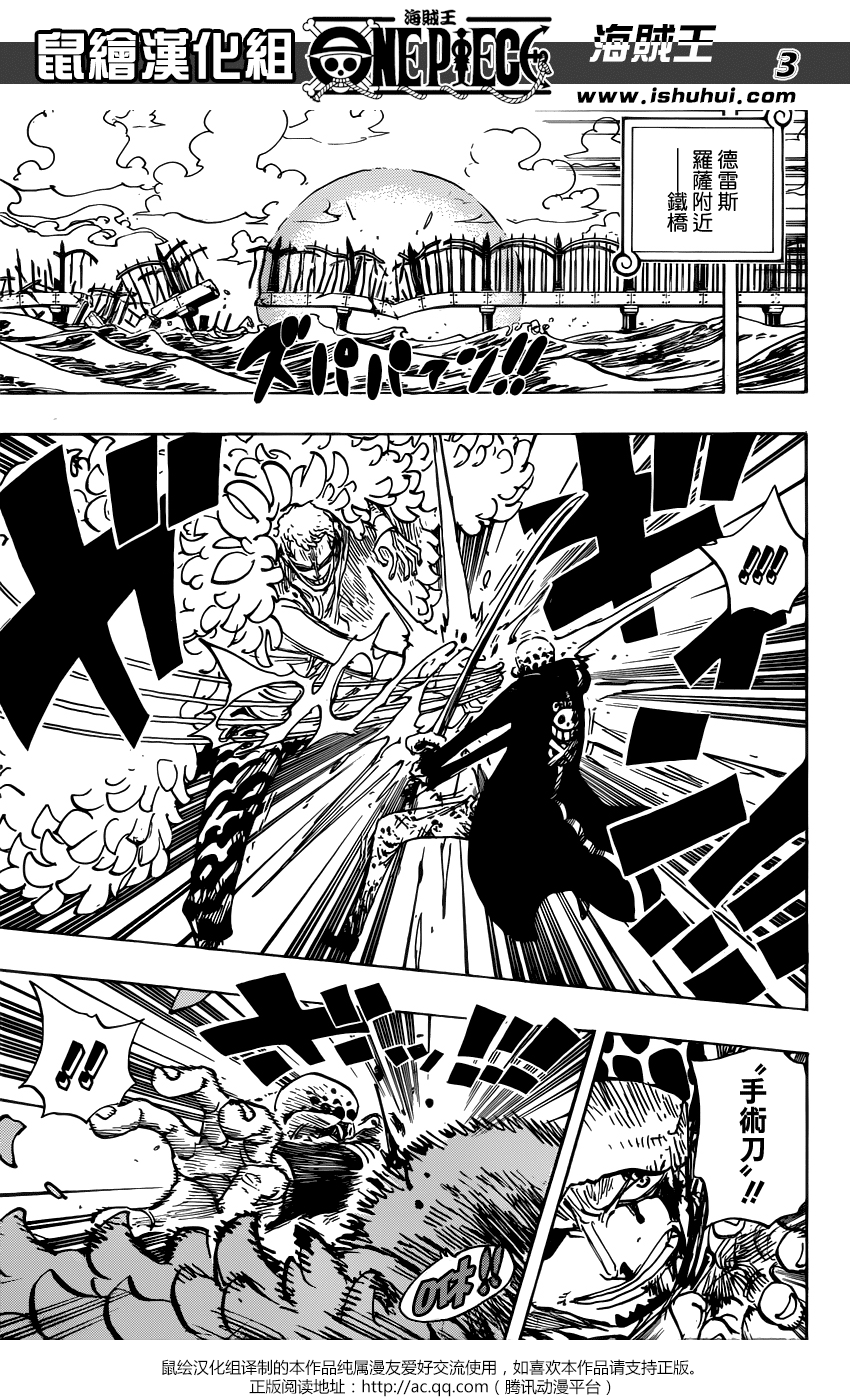 鼠繪漢化組
海賊王
ONE PIECE
海賊王
3
www.ishuhui.com
德雷斯
羅薩附近
——鐵橋
ズパパァン!!
!!!
〝手術刀〞!!
!!
咚!!
鼠绘汉化组译制的本作品纯属漫友爱好交流使用，如喜欢本作品请支持正版。
正版阅读地址：http://ac.qq.com（腾讯动漫平台）